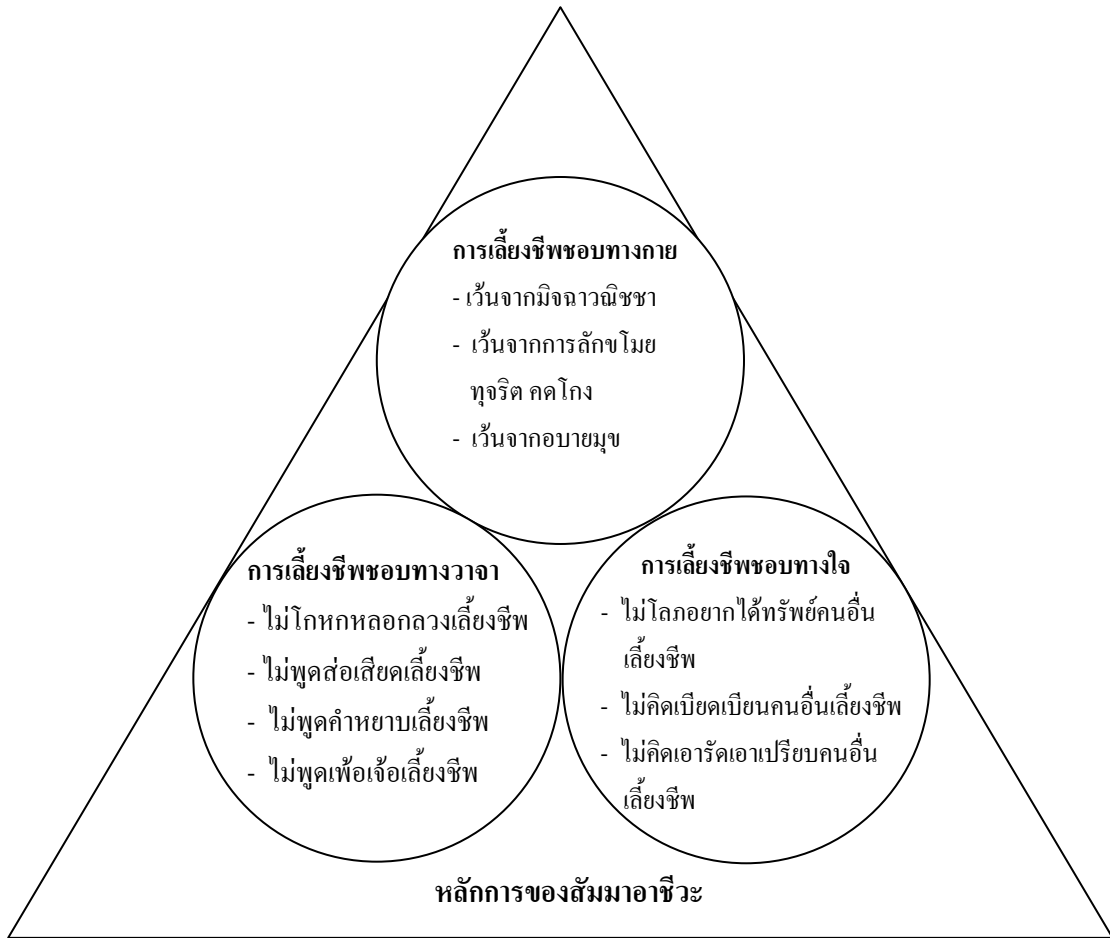 การเลี้ยงชีพชอบทางกาย
- เว้นจากมิจฉาวณิชชา
- เว้นจากการลักขโมย
ทุจริต คดโกง
- เว้นจากอบายมุข
การเลี้ยงชีพชอบทางวาจา
- ไม่โกหกหลอกลวงเลี้ยงชีพ
- ไม่พูดส่อเสียดเลี้ยงชีพ
- ไม่พูดคำหยาบเลี้ยงชีพ
- ไม่พูดเพ้อเจ้อเลี้ยงชีพ
การเลี้ยงชีพชอบทางใจ
- ไม่โลภอยากได้ทรัพย์คนอื่น
เลี้ยงชีพ
- ไม่คิดเบียดเบียนคนอื่นเลี้ยงชีพ
- ไม่คิดเอารัดเอาเปรียบคนอื่น
เลี้ยงชีพ
หลักการของสัมมาอาชีวะ